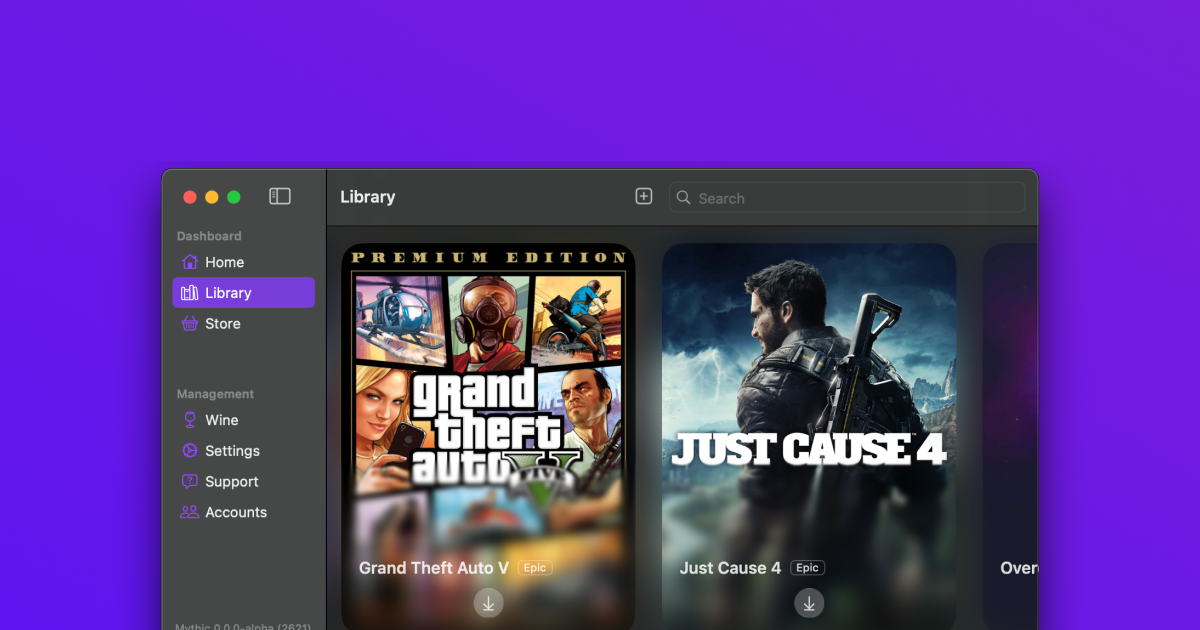 Library
Search
Dashboard
Home
Library
Store
Management
Wine
Settings
Support
Accounts
Mythic 0.0.0-alpha (2621)
PREMIUM EDITION
grand
theft
auto V
FIVE
Grand Theft Auto V Epic
JUST CAUSE 4
Just Cause 4 Epic
Over